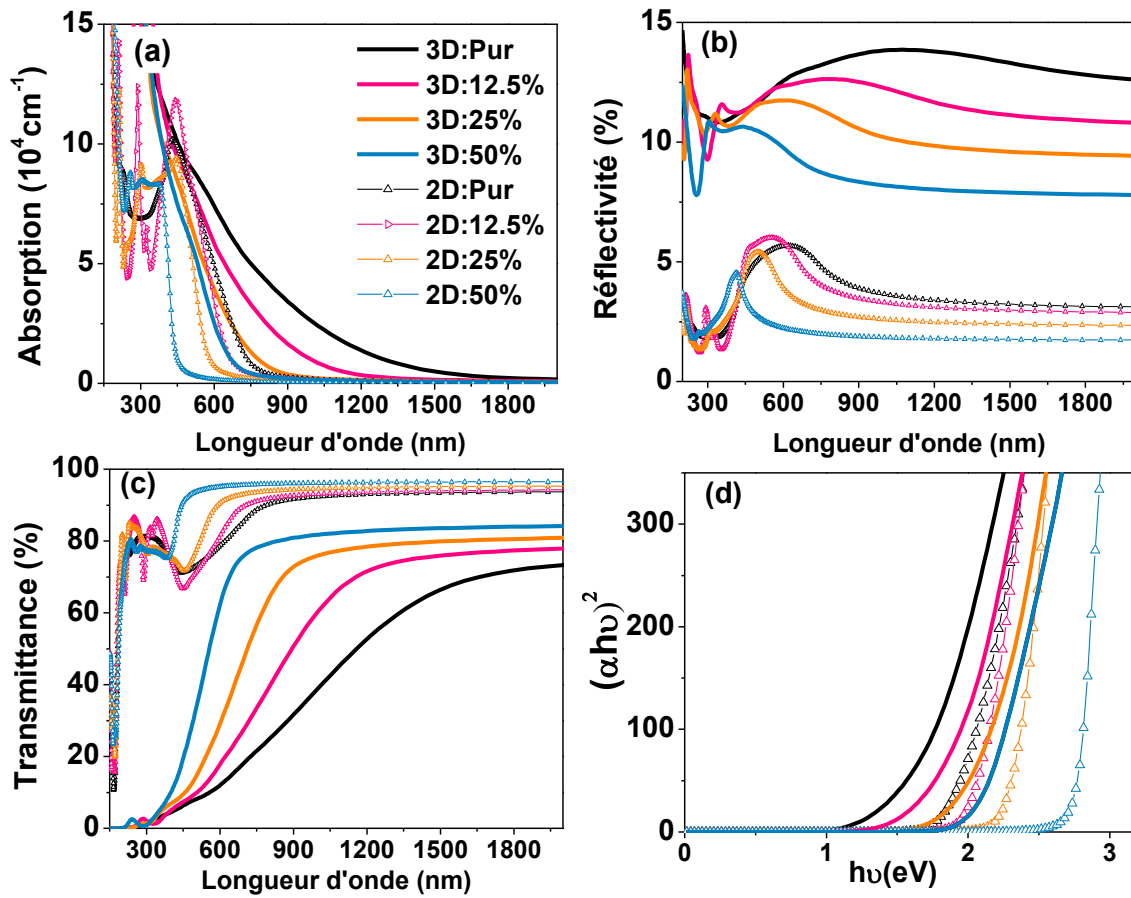 (a)
3D:Pur
3D:12.5%
3D:25%
3D:50%
2D:Pur
2D:12.5%
2D:25%
2D:50%
Absorption (10⁴cm⁻¹)
15
10
5
0
300 600 900 1200 1500 1800
Longueur d'onde (nm)
(b)
Réflectivité (%)
15
10
5
0
300 600 900 1200 1500 1800
Longueur d'onde (nm)
(c)
Transmittance (%)
100
80
60
40
20
0
300 600 900 1200 1500 1800
Longueur d'onde (nm)
(d)
(αhυ)²
300
200
100
0
0 1 2 3
hυ(eV)